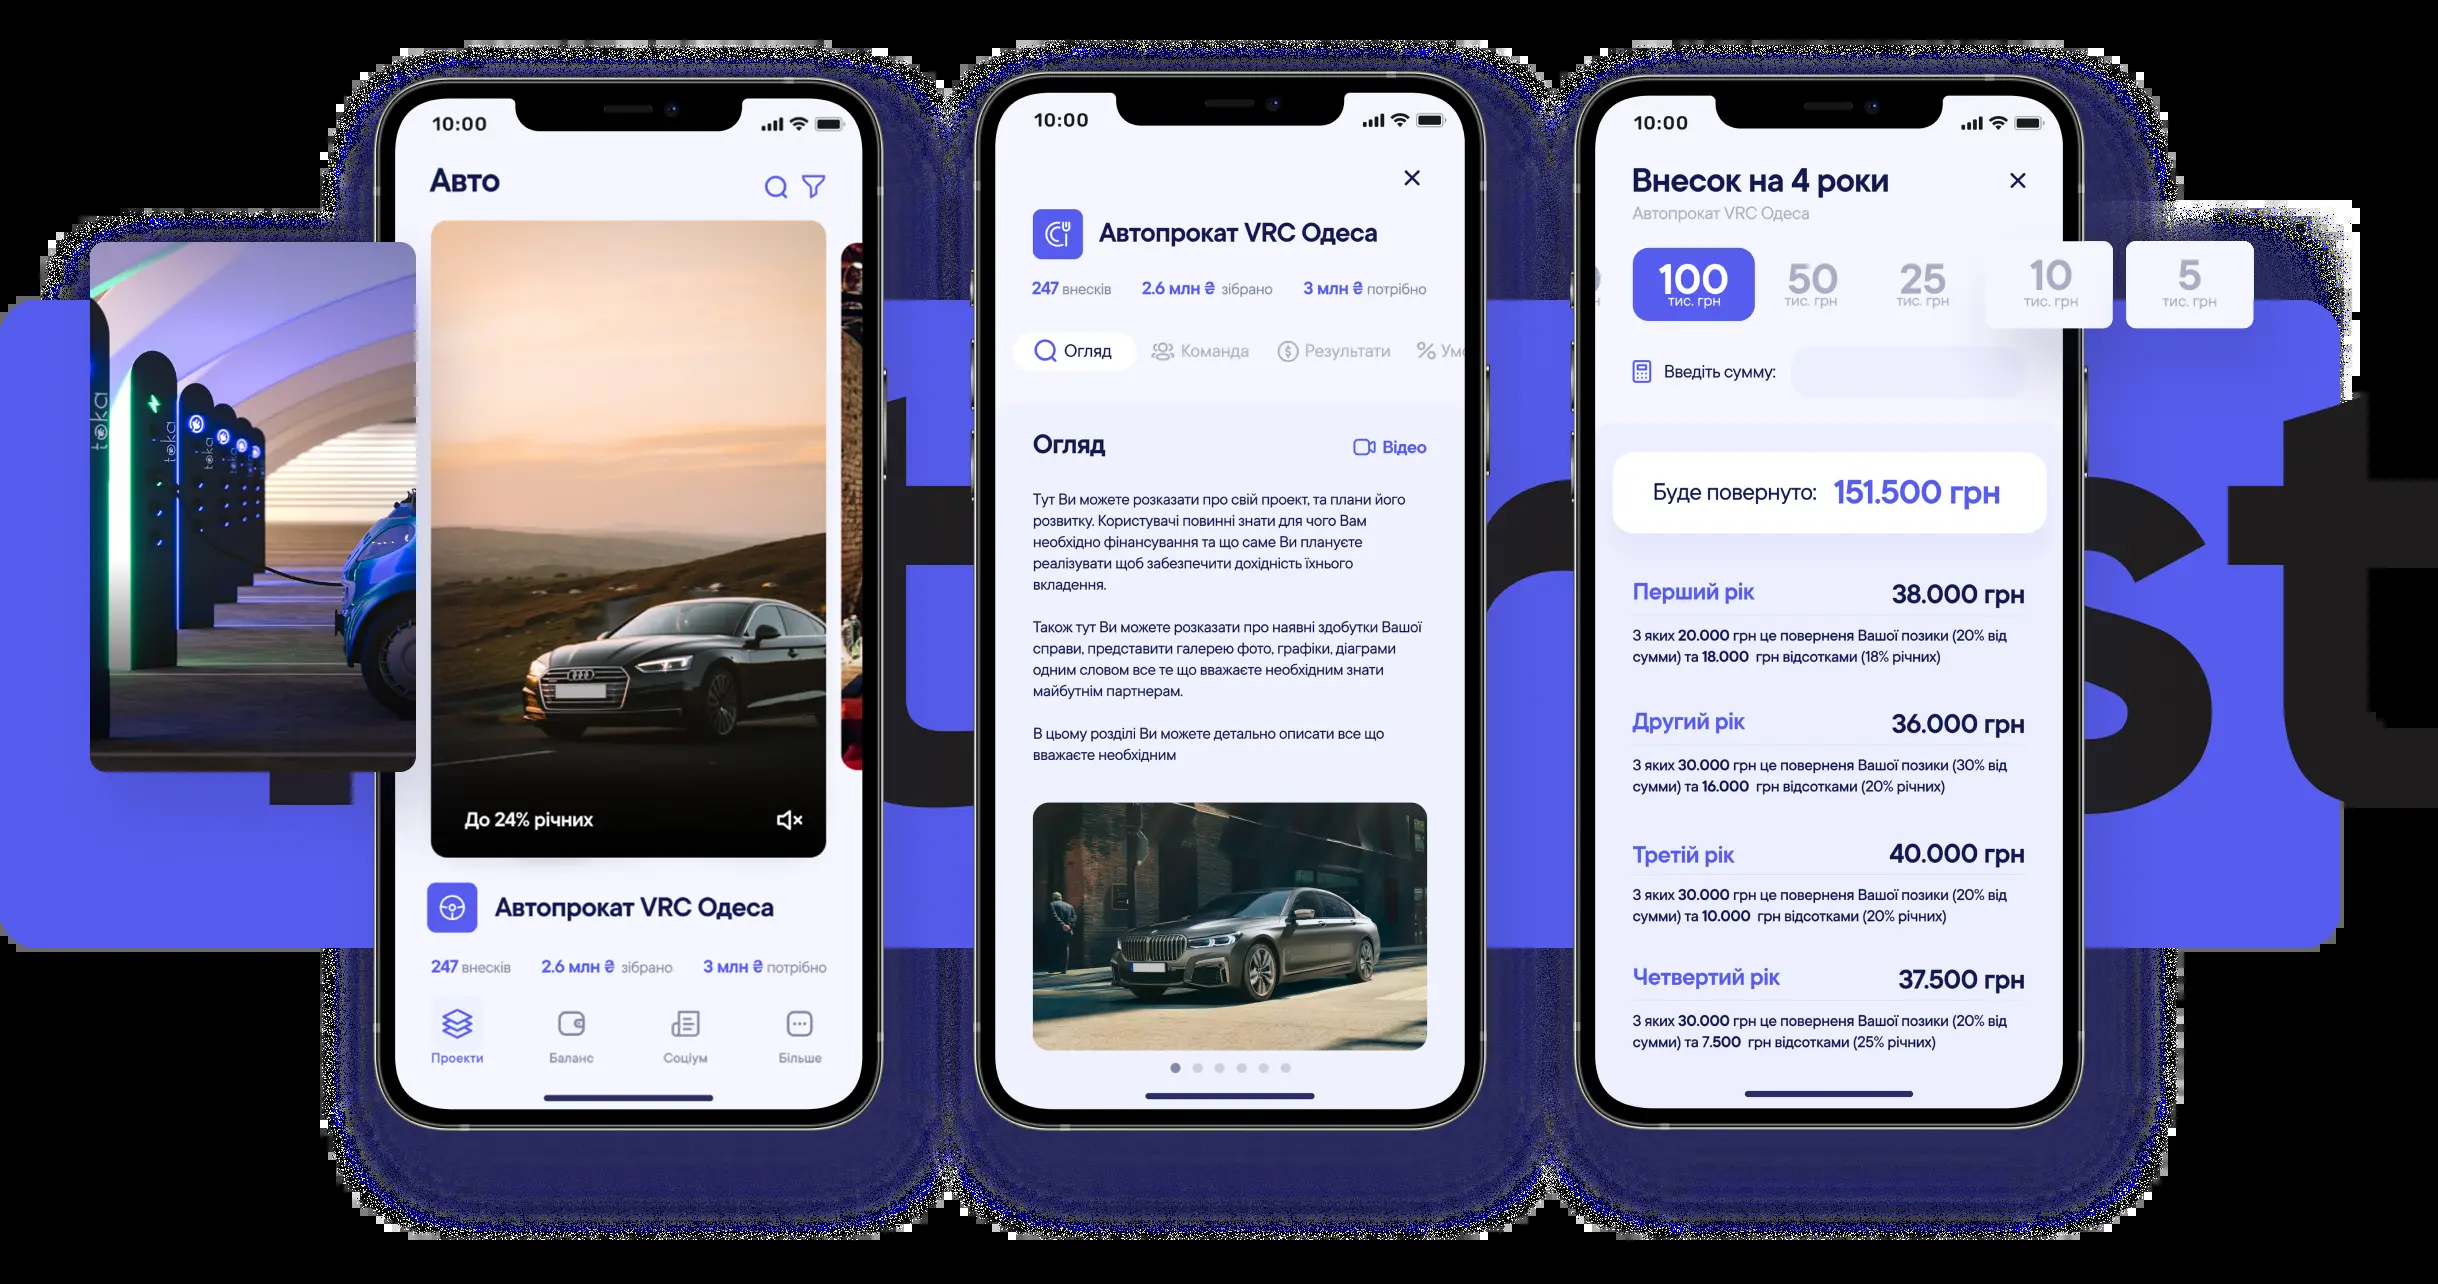 10:00
Авто
toka
toka
toka
До 24% річних
Автопрокат VRC Одеса
247 внесків 2.6 млн ₴ зібрано 3 млн ₴ потрібно
Проекти Баланс Соціум Більше
10:00
Автопрокат VRC Одеса
247 внесків 2.6 млн ₴ зібрано 3 млн ₴ потрібно
Огляд Команда Результати % Умо
Огляд Відео
Тут Ви можете розказати про свій проект, та плани його
розвитку. Користувачі повинні знати для чого Вам
необхідно фінансування та що саме Ви плануєте
реалізувати щоб забезпечити дохідність їхнього
вкладення.
Також тут Ви можете розказати про наявні здобутки Вашої
справи, представити галерею фото, графіки, діаграми
одним словом все те що вважаєте необхідним знати
майбутнім партнерам.
В цьому розділі Ви можете детально описати все що
вважаєте необхідним
10:00
Внесок на 4 роки
Автопрокат VRC Одеса
100 50 25 10 5
тис. грн тис. грн тис. грн тис. грн тис. грн
Введіть сумму:
Буде повернуто: 151.500 грн
Перший рік 38.000 грн
З яких 20.000 грн це поверненя Вашої позики (20% від
сумми) та 18.000 грн відсотками (18% річних)
Другий рік 36.000 грн
З яких 30.000 грн це поверненя Вашої позики (30% від
сумми) та 16.000 грн відсотками (20% річних)
Третій рік 40.000 грн
З яких 30.000 грн це поверненя Вашої позики (20% від
сумми) та 10.000 грн відсотками (20% річних)
Четвертий рік 37.500 грн
З яких 30.000 грн це поверненя Вашої позики (20% від
сумми) та 7.500 грн відсотками (25% річних)
st